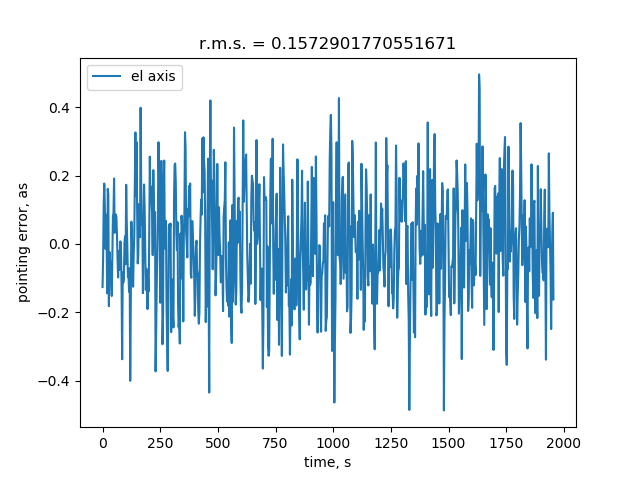 r.m.s. = 0.1572901770551671
el axis
pointing error, as
0.4
0.2
0.0
−0.2
−0.4
0 250 500 750 1000 1250 1500 1750 2000
time, s